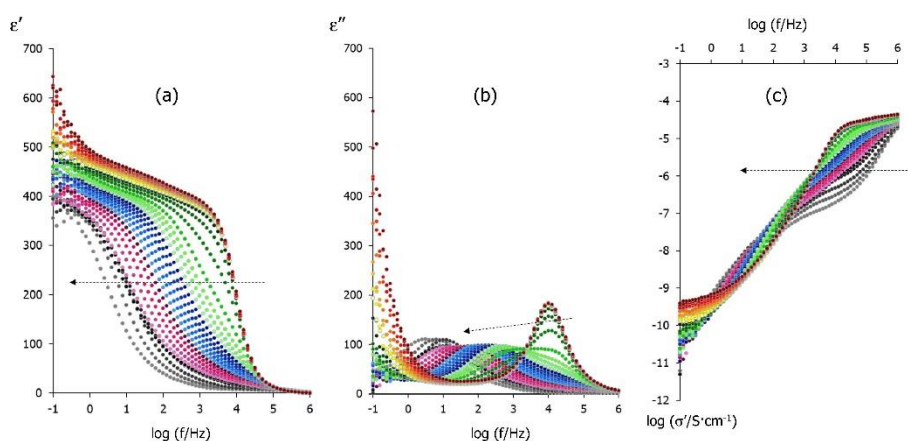 ε′
700
600
500
400
300
200
100
0
-1 0 1 2 3 4 5 6
log (f/Hz)
(a)
ε″
700
600
500
400
300
200
100
0
-1 0 1 2 3 4 5 6
log (f/Hz)
(b)
log (f/Hz)
-1 0 1 2 3 4 5 6
-3
-4
-5
-6
-7
-8
-9
-10
-11
-12
(c)
log (σ′/S·cm⁻¹)